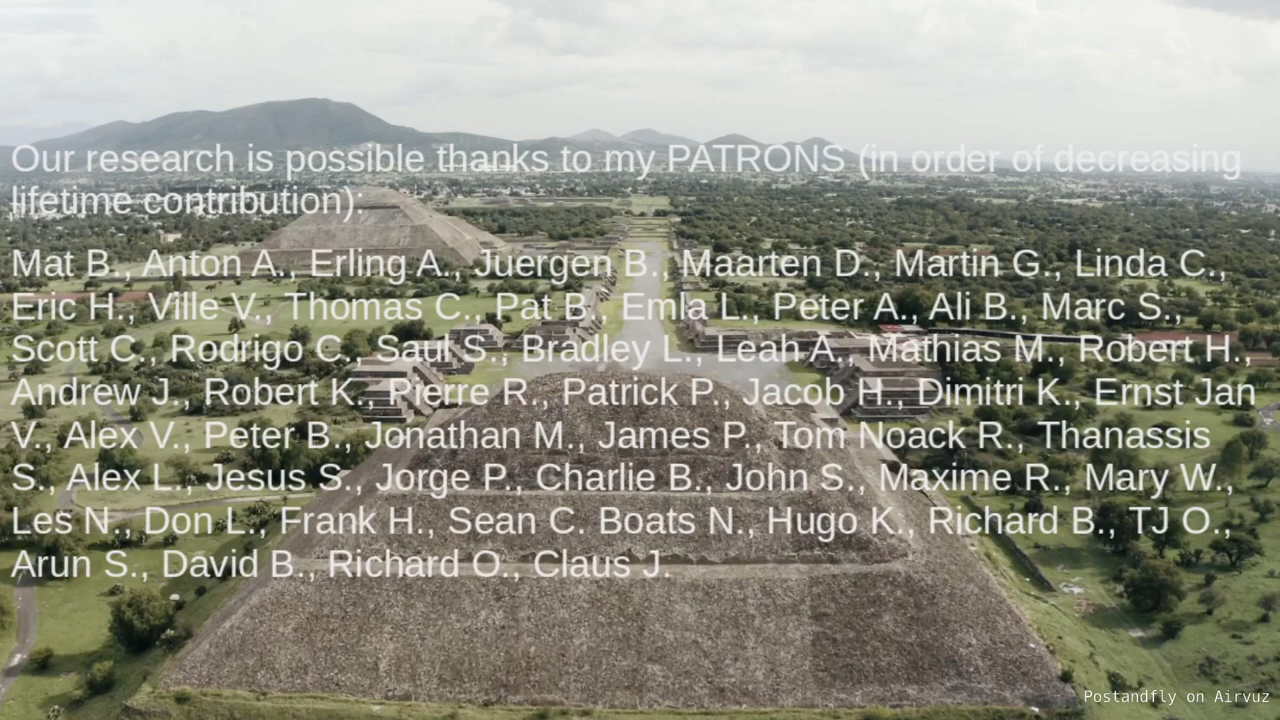 Our research is possible thanks to my PATRONS (in order of decreasing
lifetime contribution):
Mat B., Anton A., Erling A., Juergen B., Maarten D., Martin G., Linda C.,
Eric H., Ville V., Thomas C., Pat B., Emla L., Peter A., Ali B., Marc S.,
Scott C., Rodrigo C., Saul S., Bradley L., Leah A., Mathias M., Robert H.,
Andrew J., Robert K., Pierre R., Patrick P., Jacob H., Dimitri K., Ernst Jan
V., Alex V., Peter B., Jonathan M., James P., Tom Noack R., Thanassis
S., Alex L., Jesus S., Jorge P., Charlie B., John S., Maxime R., Mary W.,
Les N., Don L., Frank H., Sean C. Boats N., Hugo K., Richard B., TJ O.,
Arun S., David B., Richard O., Claus J.
Postandfly on Airvuz